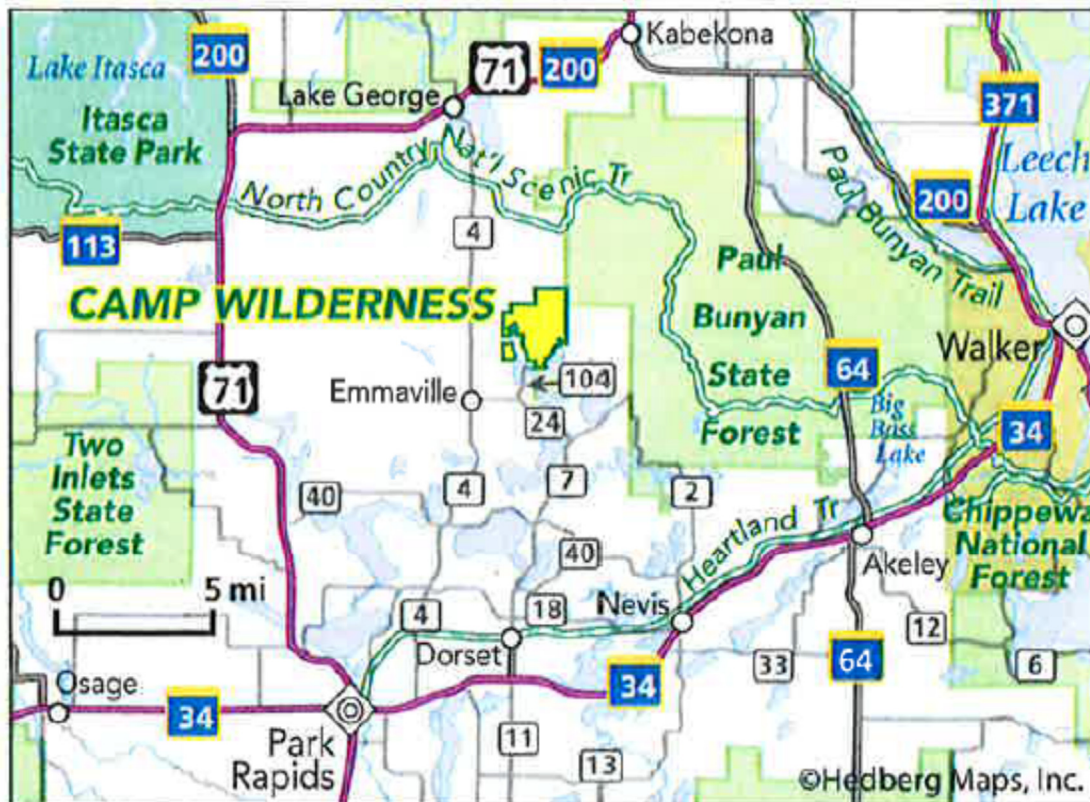 200
Lake Itasca
Itasca
State Park
113
Lake George
71
200
Kabekona
371
Leech
Lake
200
North Country Nat'l Scenic Tr
Paul Bunyan Trail
4
CAMP WILDERNESS
Paul
Bunyan
State
Forest
Walker
71
Emmaville
104
24
64
Big
Bass
Lake
34
Two
Inlets
State
Forest
40
4
7
2
40
Heartland Tr
Akeley
Chippewa
National
Forest
0 5 mi
4
18
Nevis
Dorset
12
33
64
6
Osage
34
34
Park
Rapids
11
13
©Hedberg Maps, Inc.